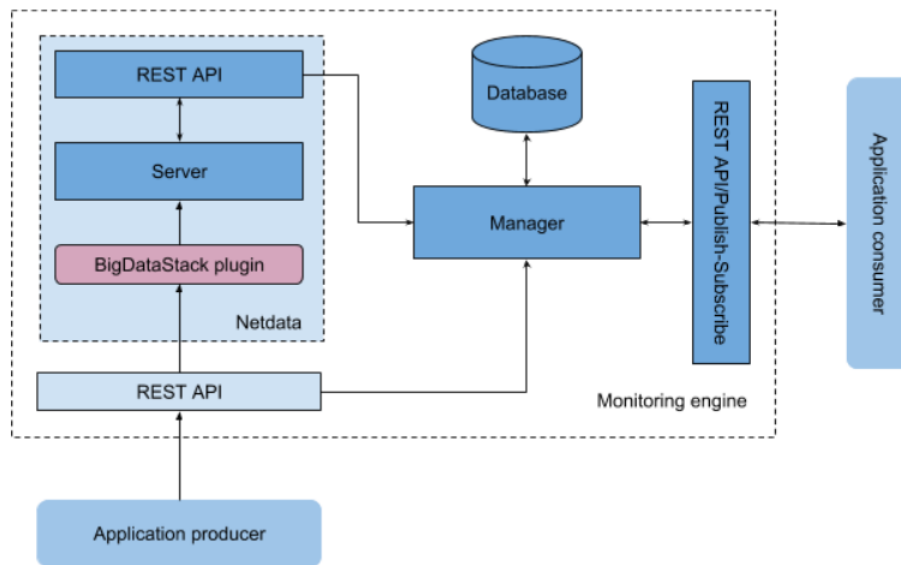 REST API
Database
Server
Manager
BigDataStack plugin
Netdata
REST API
REST API/Publish-Subscribe
Monitoring engine
Application consumer
Application producer